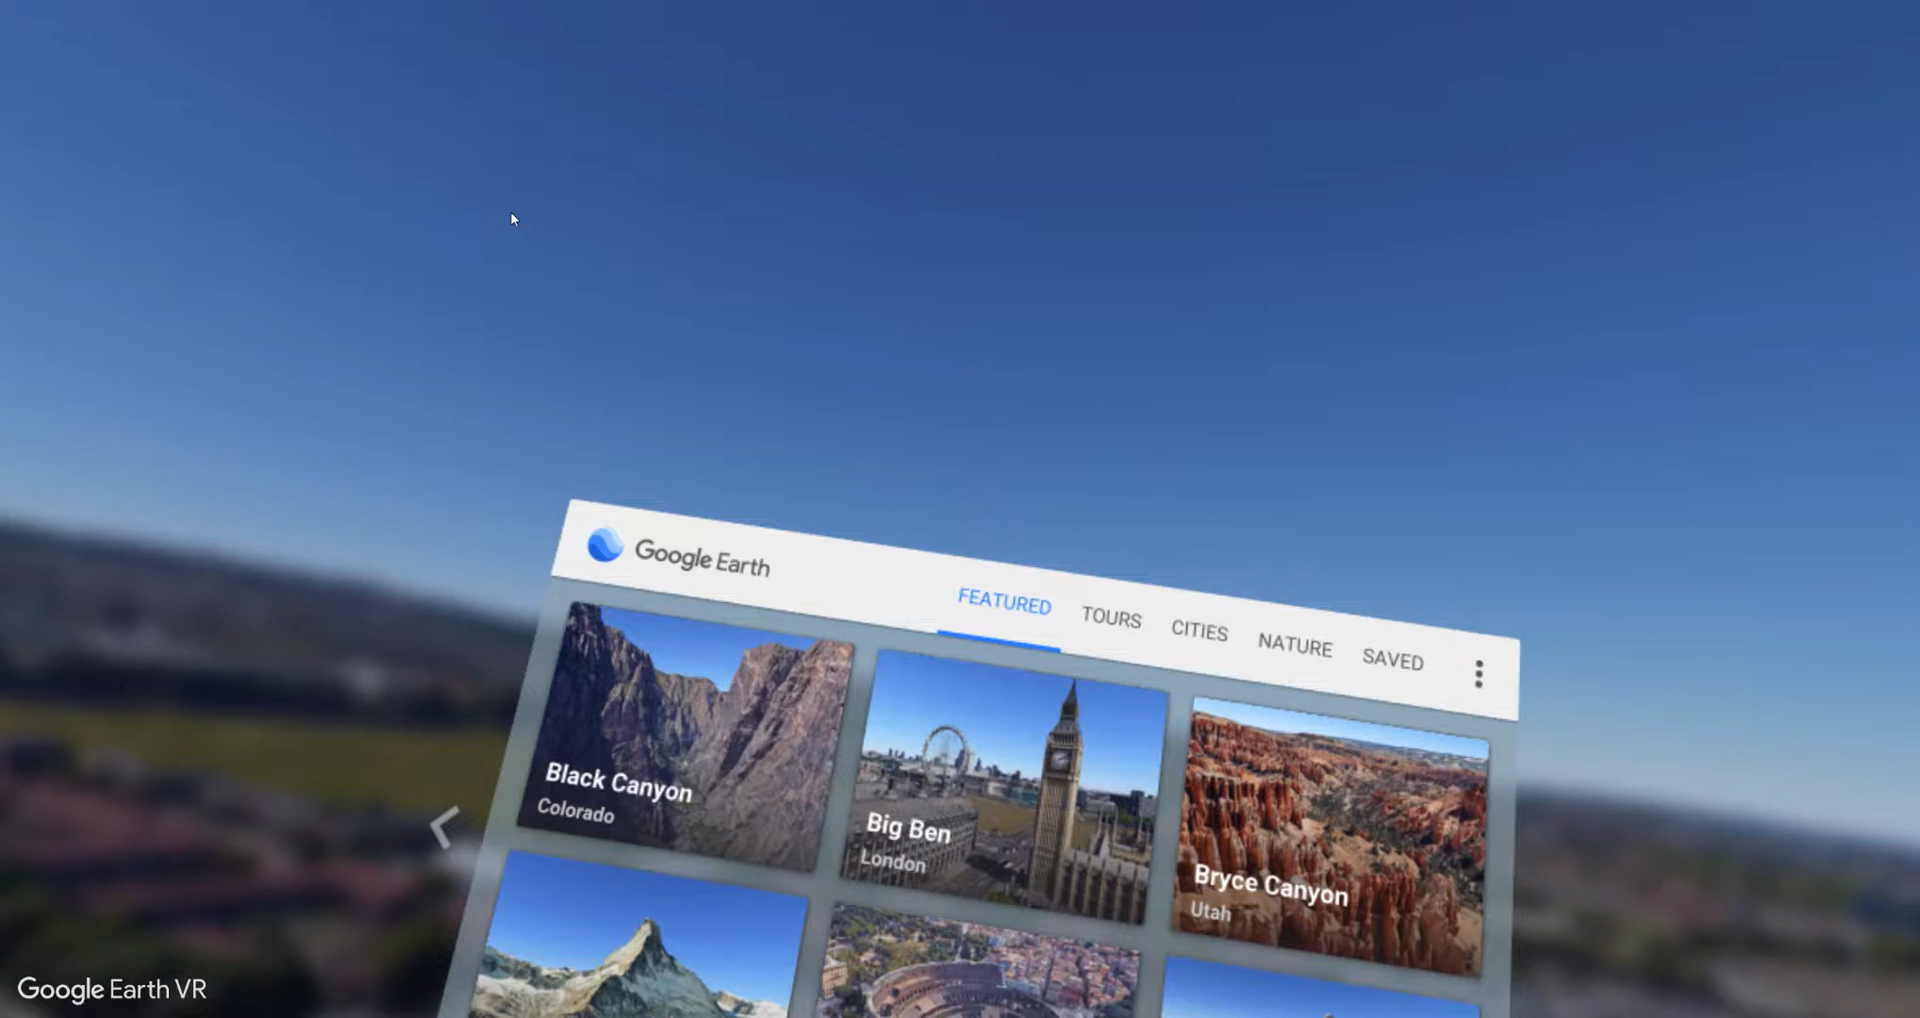 Google Earth
FEATURED
TOURS
CITIES
NATURE
SAVED
Black Canyon
Colorado
Big Ben
London
Bryce Canyon
Utah
Google Earth VR